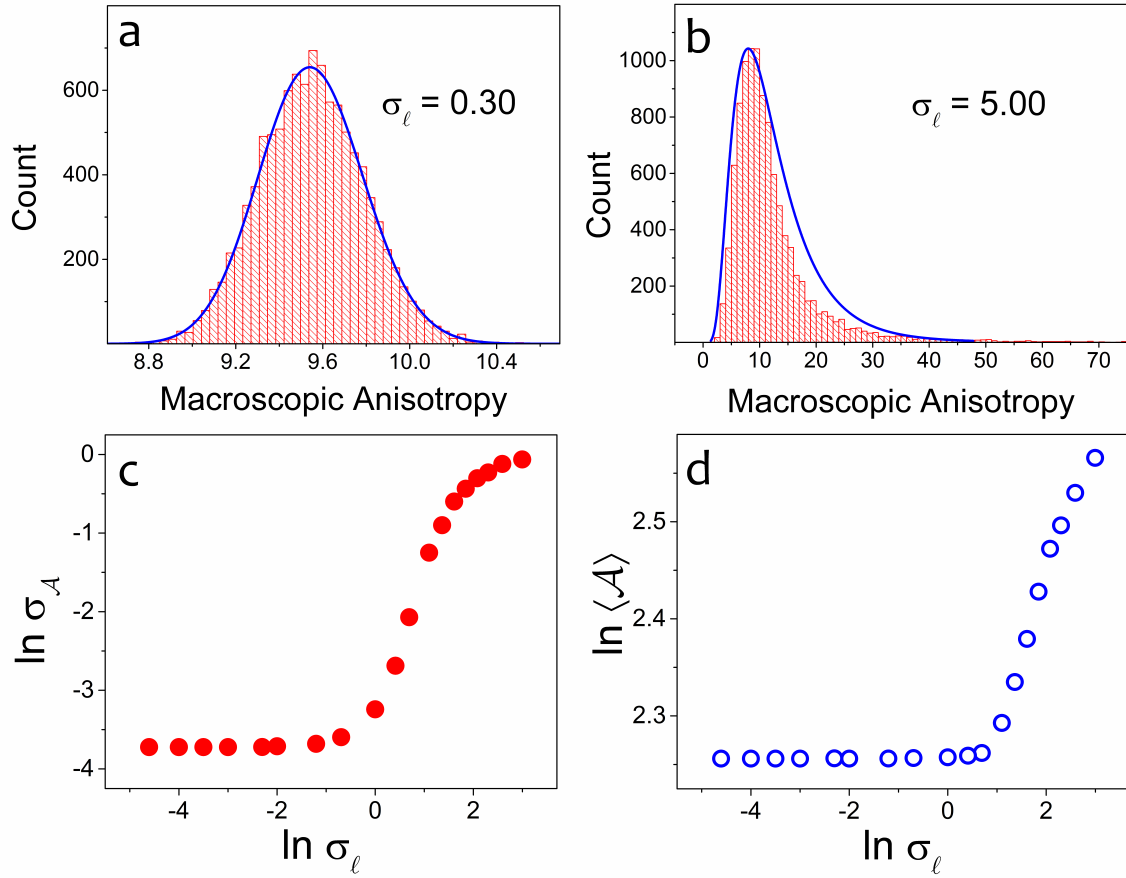 a
σℓ = 0.30
Count
600
400
200
8.8 9.2 9.6 10.0 10.4
Macroscopic Anisotropy
b
σℓ = 5.00
Count
1000
800
600
400
200
0
0 10 20 30 40 50 60 70
Macroscopic Anisotropy
c
ln σ𝒜
0
-1
-2
-3
-4
-4 -2 0 2
ln σℓ
d
ln ⟨𝒜⟩
2.5
2.4
2.3
-4 -2 0 2
ln σℓ